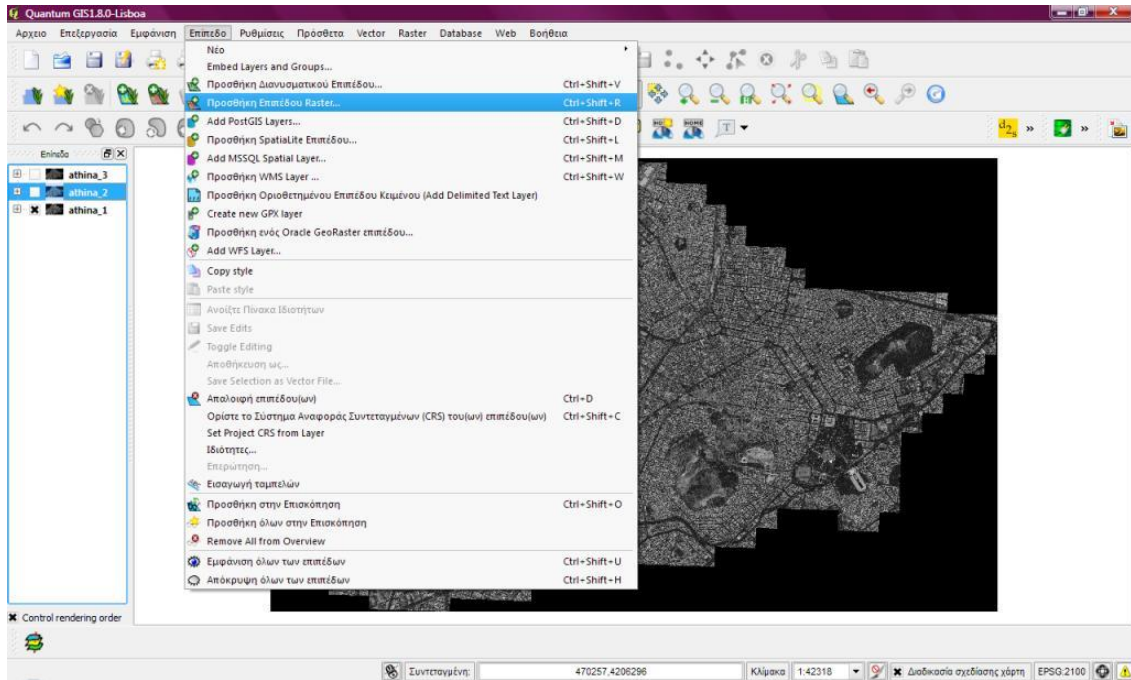 Quantum GIS1.8.0-Lisboa
Αρχειο Επεξεργασία Εμφάνιση Επίπεδο Ρυθμίσεις Πρόσθετα Vector Raster Database Web Βοήθεια
Νέο
Embed Layers and Groups...
Προσθήκη Διανυσματικού Επιπέδου... Ctrl+Shift+V
Προσθήκη Επιπέδου Raster... Ctrl+Shift+R
Add PostGIS Layers... Ctrl+Shift+D
Προσθήκη SpatiaLite Επιπέδου... Ctrl+Shift+L
Add MSSQL Spatial Layer... Ctrl+Shift+M
Προσθήκη WMS Layer ... Ctrl+Shift+W
Προσθήκη Οριοθετημένου Επιπέδου Κειμένου (Add Delimited Text Layer)
Create new GPX layer
Προσθήκη ενός Oracle GeoRaster επιπέδου...
Add WFS Layer...
Copy style
Paste style
Ανοίξτε Πίνακα Ιδιοτήτων
Save Edits
Toggle Editing
Αποθήκευση ως...
Save Selection as Vector File...
Απαλοιφή επιπέδου(ων) Ctrl+D
Ορίστε το Σύστημα Αναφοράς Συντεταγμένων (CRS) του(ων) επιπέδου(ων) Ctrl+Shift+C
Set Project CRS from Layer
Ιδιότητες...
Επερώτηση...
Εισαγωγή ταμπελών
Προσθήκη στην Επισκόπηση Ctrl+Shift+O
Προσθήκη όλων στην Επισκόπηση
Remove All from Overview
Εμφάνιση όλων των επιπέδων Ctrl+Shift+U
Απόκρυψη όλων των επιπέδων Ctrl+Shift+H
Επίπεδα
athina_3
athina_2
athina_1
Control rendering order
Συντεταγμένη: 470257,4206296 Κλίμακα 1:42318 Διαδικασία σχεδίασης χάρτη EPSG:2100